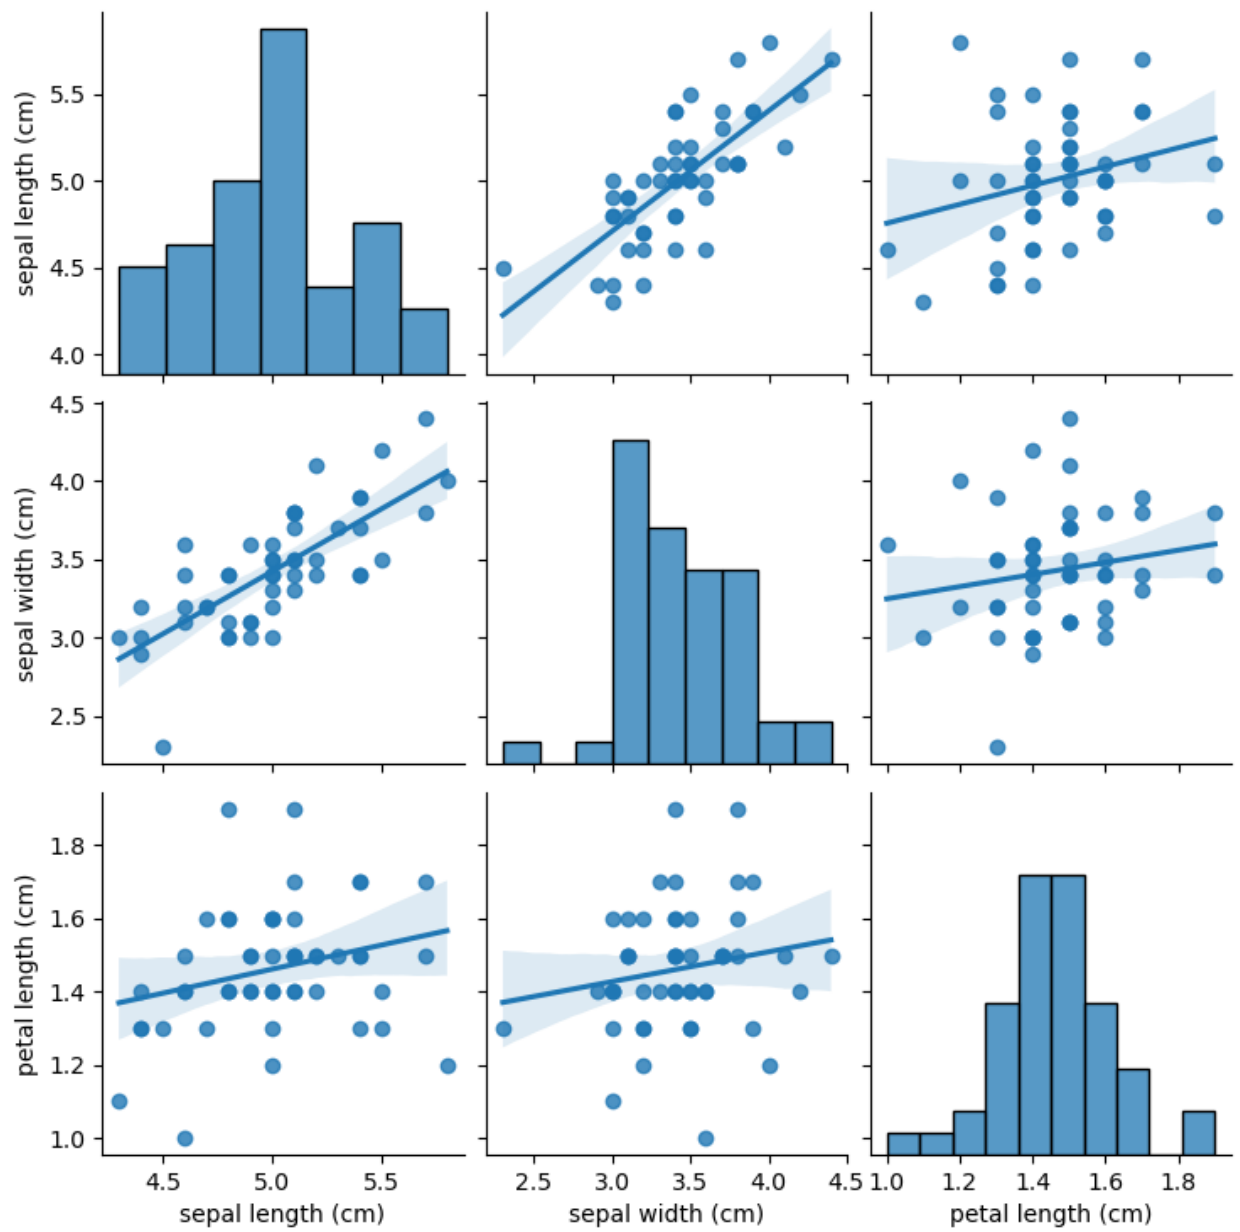 sepal length (cm)
5.5
5.0
4.5
4.0
sepal width (cm)
4.5
4.0
3.5
3.0
2.5
petal length (cm)
1.8
1.6
1.4
1.2
1.0
4.5 5.0 5.5
sepal length (cm)
2.5 3.0 3.5 4.0 4.5
sepal width (cm)
1.0 1.2 1.4 1.6 1.8
petal length (cm)